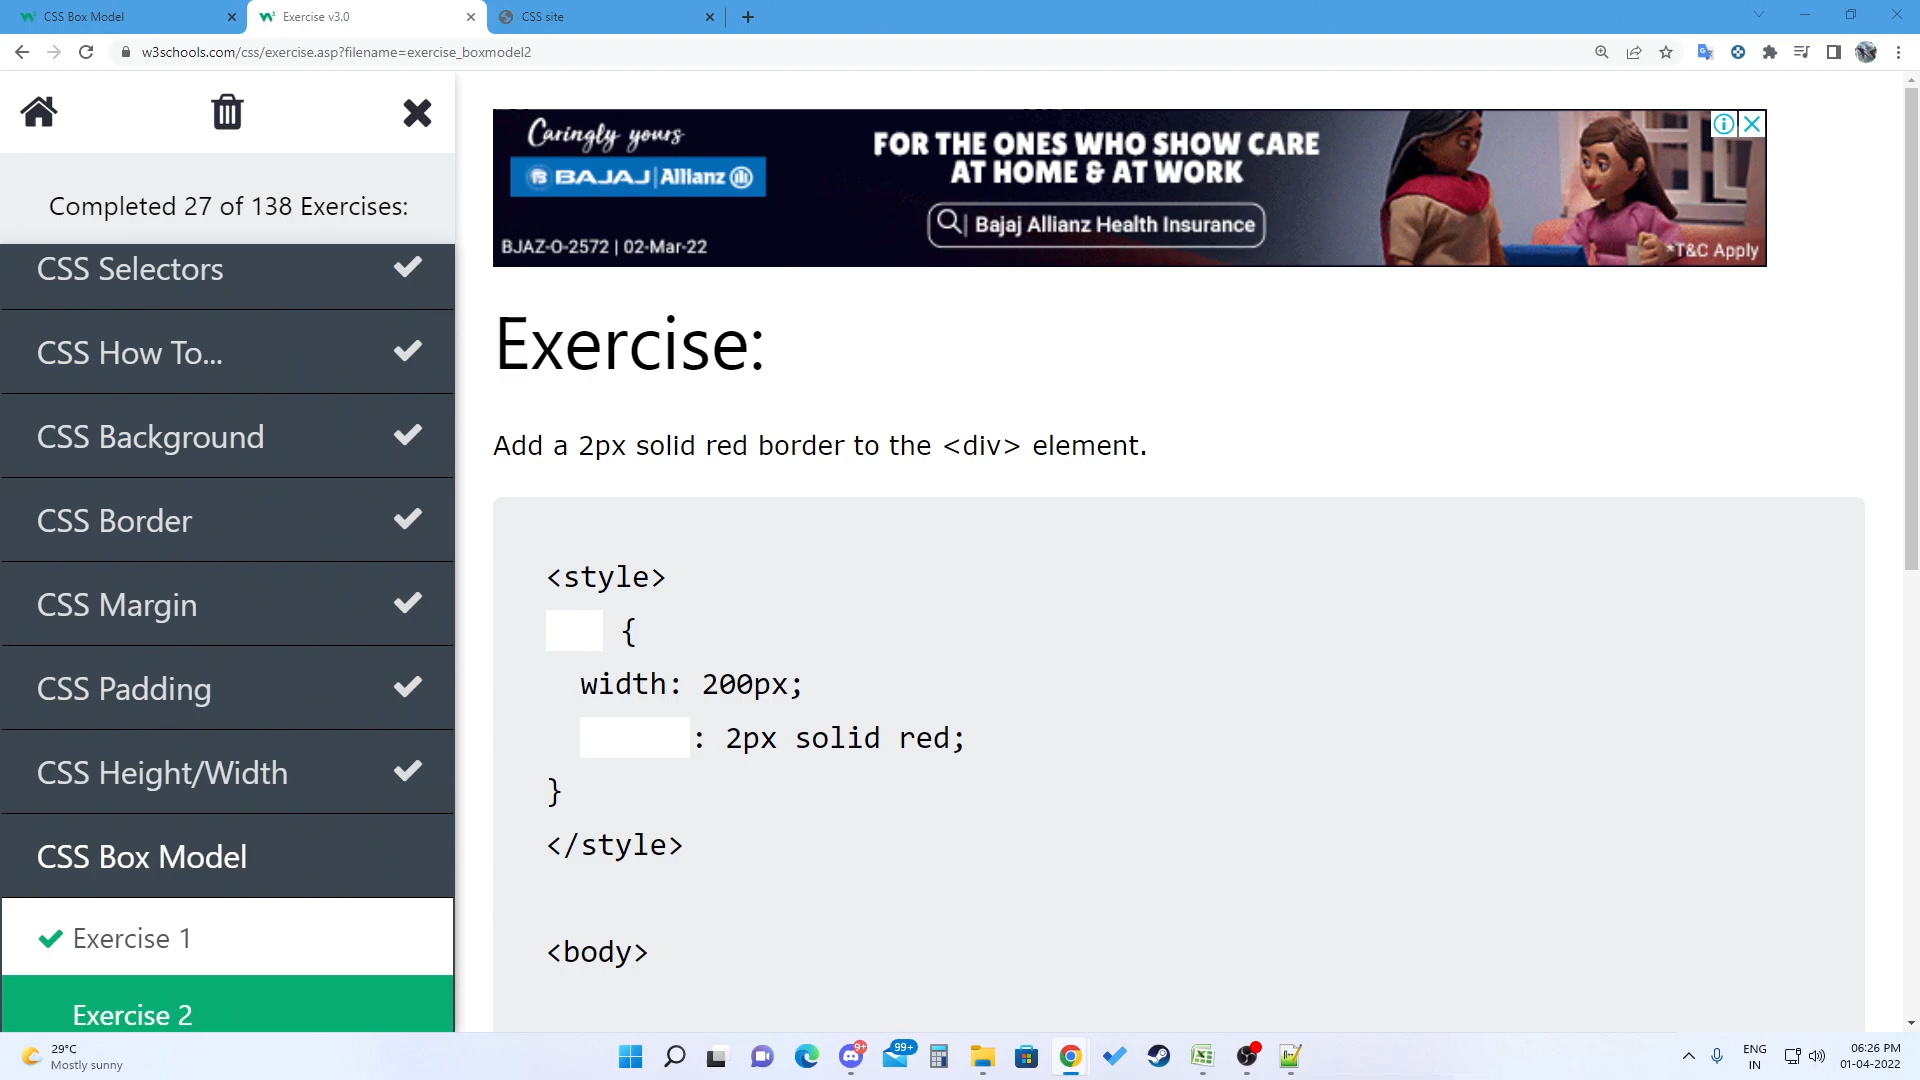 CSS Box Model
Exercise v3.0
CSS site
w3schools.com/css/exercise.asp?filename=exercise_boxmodel2
Completed 27 of 138 Exercises:
CSS Selectors
CSS How To...
CSS Background
CSS Border
CSS Margin
CSS Padding
CSS Height/Width
CSS Box Model
Exercise 1
Exercise 2
Caringly yours
BAJAJ | Allianz
BJAZ-O-2572 | 02-Mar-22
FOR THE ONES WHO SHOW CARE
AT HOME & AT WORK
Bajaj Allianz Health Insurance
*T&C Apply
Exercise:
Add a 2px solid red border to the <div> element.
<style>
{
width: 200px;
: 2px solid red;
}
</style>
<body>
29°C
Mostly sunny
9+
99+
ENG
IN
06:26 PM
01-04-2022